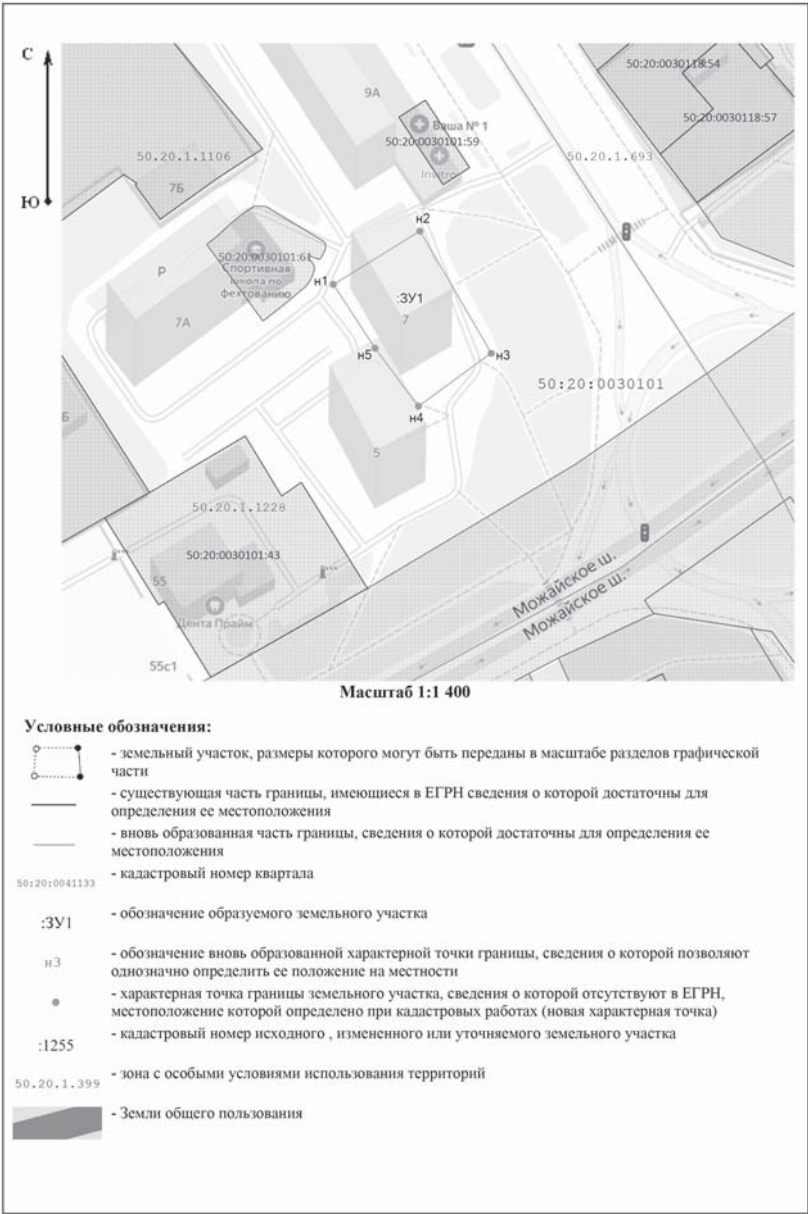 С
Ю
9А
50:20:0030118:54
Ваша № 1
50:20:0030118:57
50:20:0030101:59
Invitro
50.20.1.1106
50.20.1.693
7Б
н2
50:20:0030101:61
Р
Спортивная
школа по
фехтованию
н1
:ЗУ1
7
7А
н5
н3
50:20:0030101
Б
н4
5
50.20.1.1228
50:20:0030101:43
55
Дента Прайм
Можайское ш.
Можайское ш.
55с1
Масштаб 1:1 400
Условные обозначения:
- земельный участок, размеры которого могут быть переданы в масштабе разделов графической
части
- существующая часть границы, имеющиеся в ЕГРН сведения о которой достаточны для
определения ее местоположения
- вновь образованная часть границы, сведения о которой достаточны для определения ее
местоположения
50:20:0041133 - кадастровый номер квартала
:ЗУ1 - обозначение образуемого земельного участка
н3 - обозначение вновь образованной характерной точки границы, сведения о которой позволяют
однозначно определить ее положение на местности
- характерная точка границы земельного участка, сведения о которой отсутствуют в ЕГРН,
местоположение которой определено при кадастровых работах (новая характерная точка)
:1255 - кадастровый номер исходного , измененного или уточняемого земельного участка
50.20.1.399 - зона с особыми условиями использования территорий
- Земли общего пользования